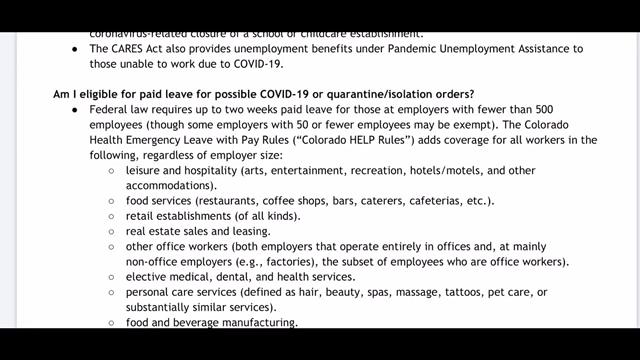 coronavirus-related closure of a school or childcare establishment.
● The CARES Act also provides unemployment benefits under Pandemic Unemployment Assistance to
those unable to work due to COVID-19.
Am I eligible for paid leave for possible COVID-19 or quarantine/isolation orders?
● Federal law requires up to two weeks paid leave for those at employers with fewer than 500
employees (though some employers with 50 or fewer employees may be exempt). The Colorado
Health Emergency Leave with Pay Rules (“Colorado HELP Rules”) adds coverage for all workers in the
following, regardless of employer size:
○ leisure and hospitality (arts, entertainment, recreation, hotels/motels, and other
accommodations).
○ food services (restaurants, coffee shops, bars, caterers, cafeterias, etc.).
○ retail establishments (of all kinds).
○ real estate sales and leasing.
○ other office workers (both employers that operate entirely in offices and, at mainly
non-office employers (e.g., factories), the subset of employees who are office workers).
○ elective medical, dental, and health services.
○ personal care services (defined as hair, beauty, spas, massage, tattoos, pet care, or
substantially similar services).
○ food and beverage manufacturing.